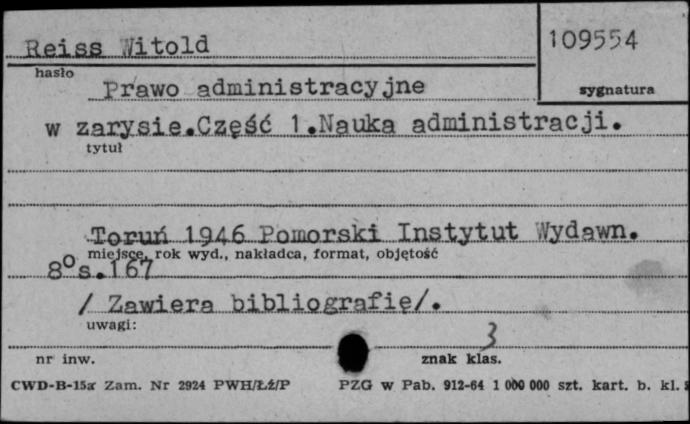 Reiss Witold
109554
hasło
sygnatura
Prawo administracyjne
w zarysie.Część 1.Nauka administracji.
tytuł
Toruń 1946 Pomorski Instytut Wydawn.
miejsce, rok wyd., nakładca, format, objętość
8° s.167
/ Zawiera bibliografię/.
uwagi:
3
nr inw.
znak klas.
CWD-B-15a Zam. Nr 2924 PWH/Łź/P PZG w Pab. 912-64 1 000 000 szt. kart. b. kl.